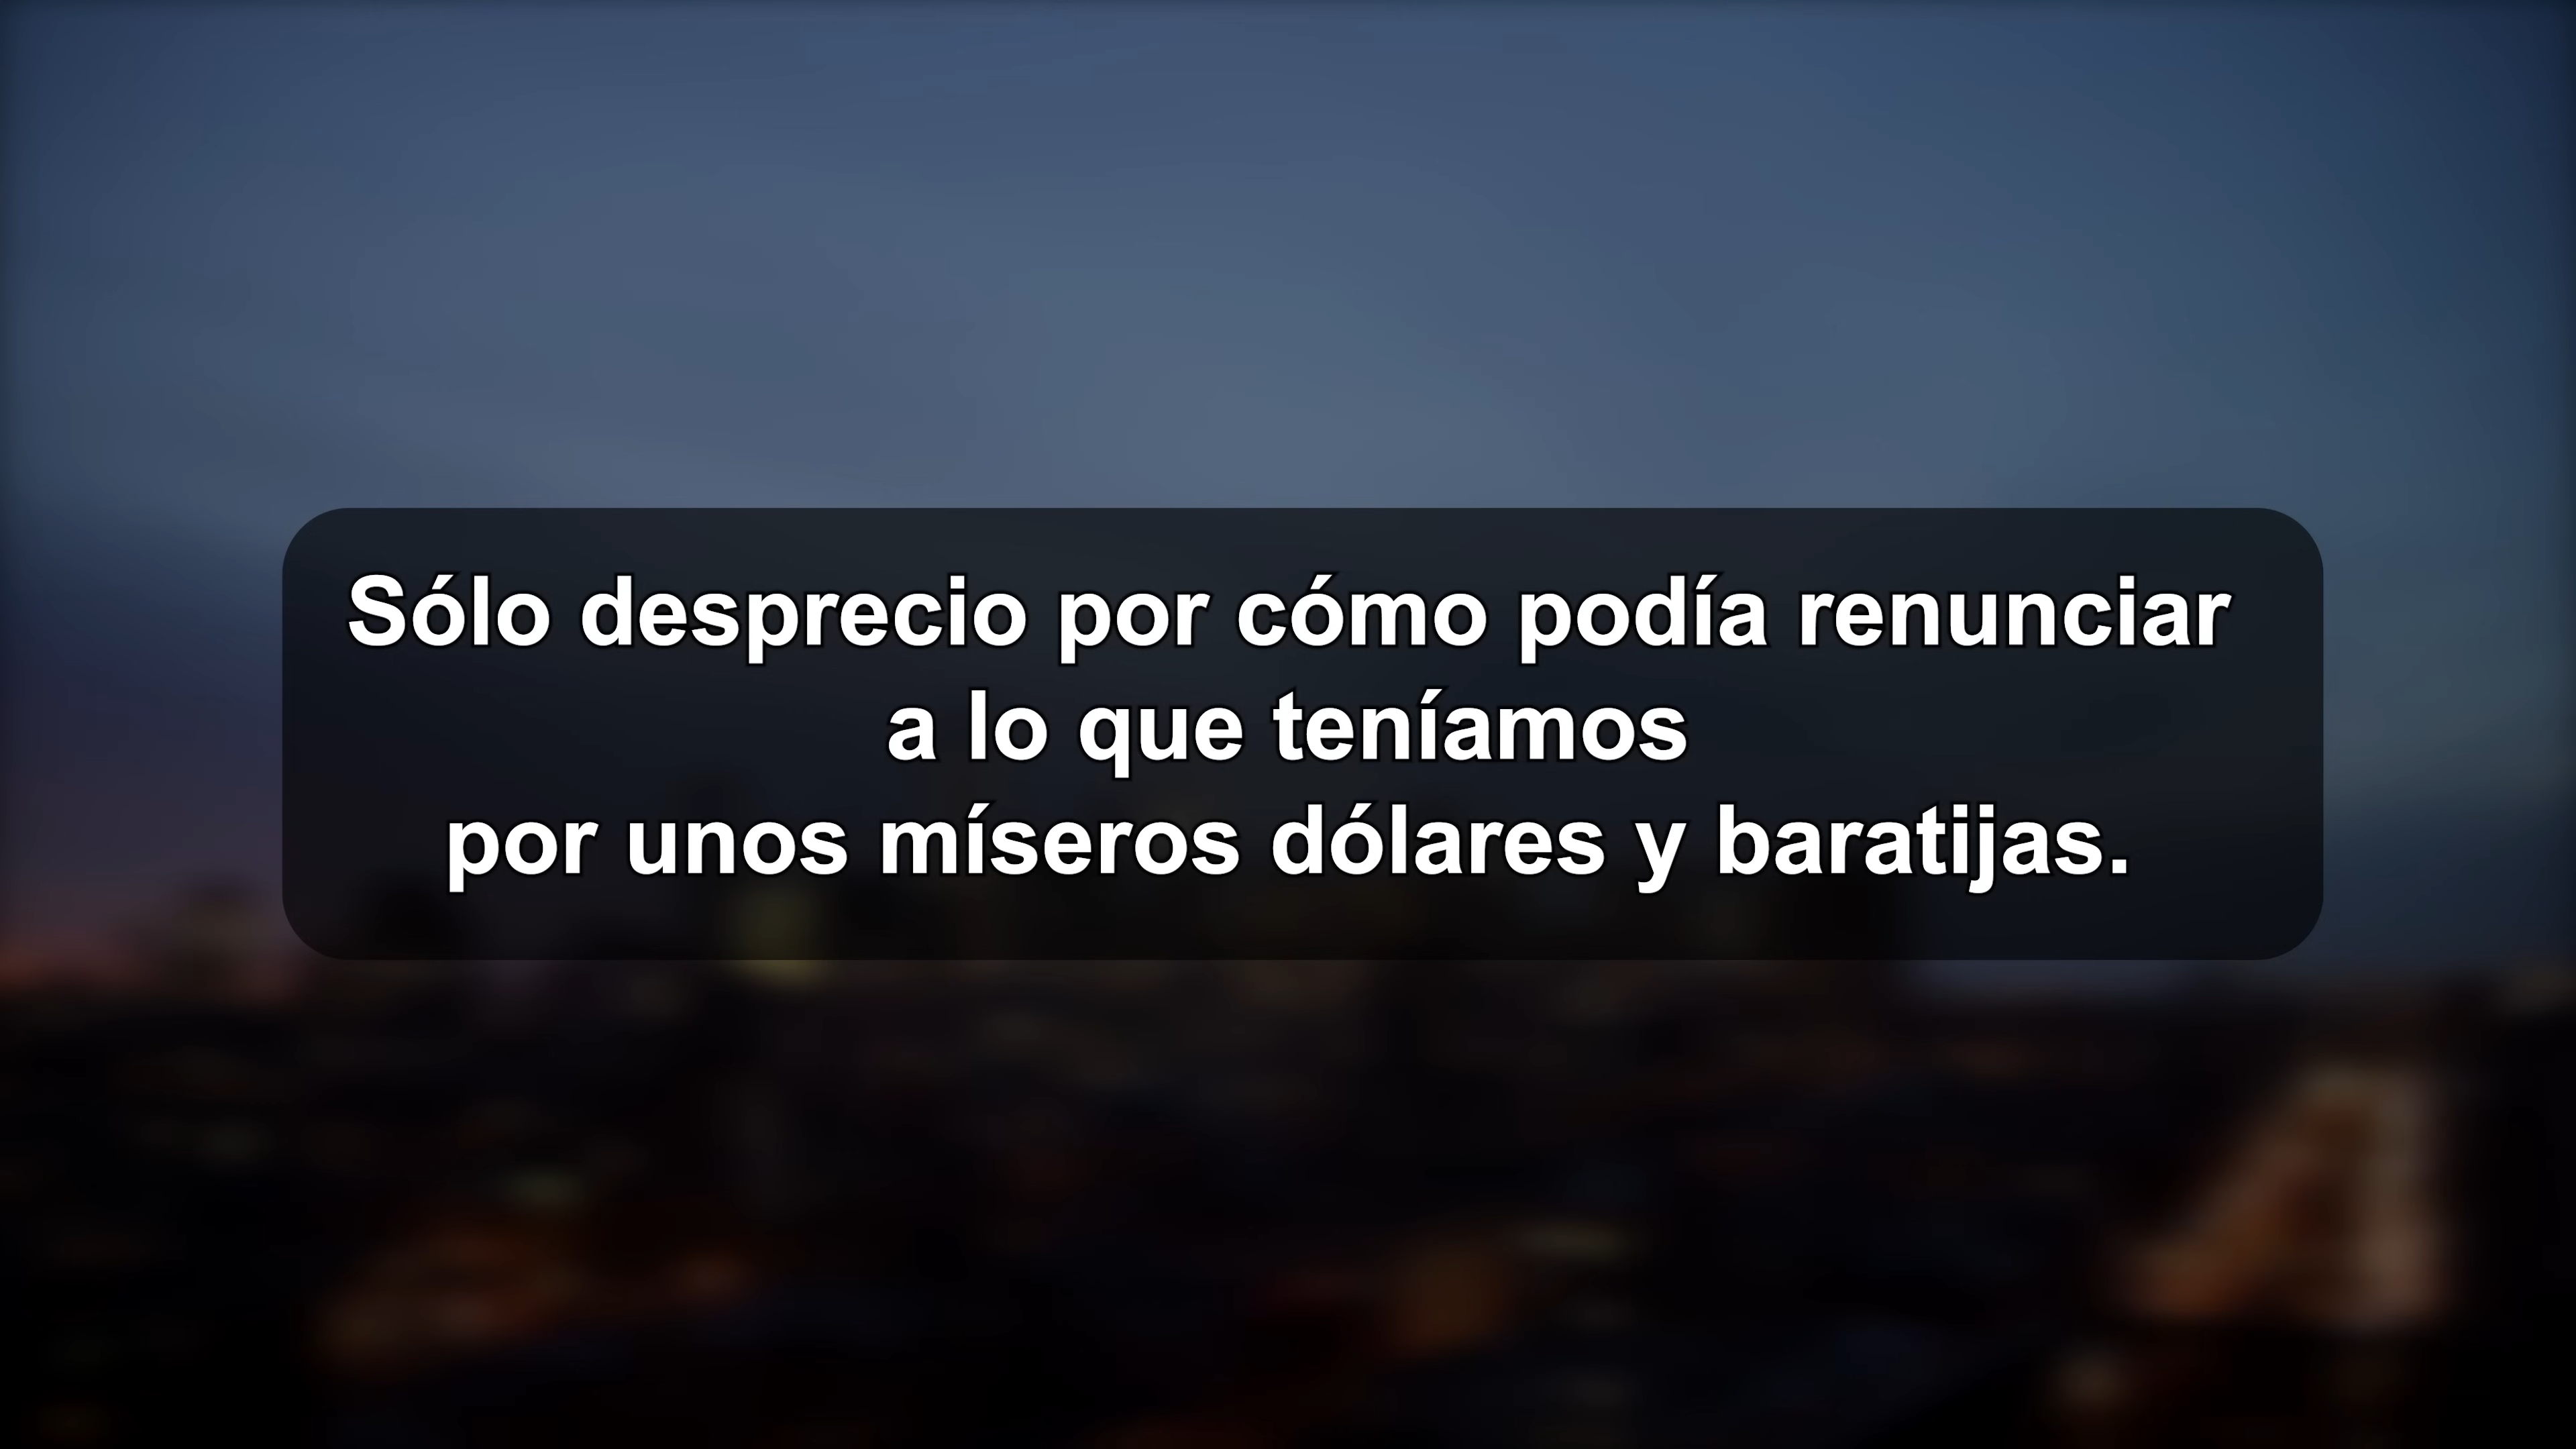 Sólo desprecio por cómo podía renunciar
a lo que teníamos
por unos míseros dólares y baratijas.